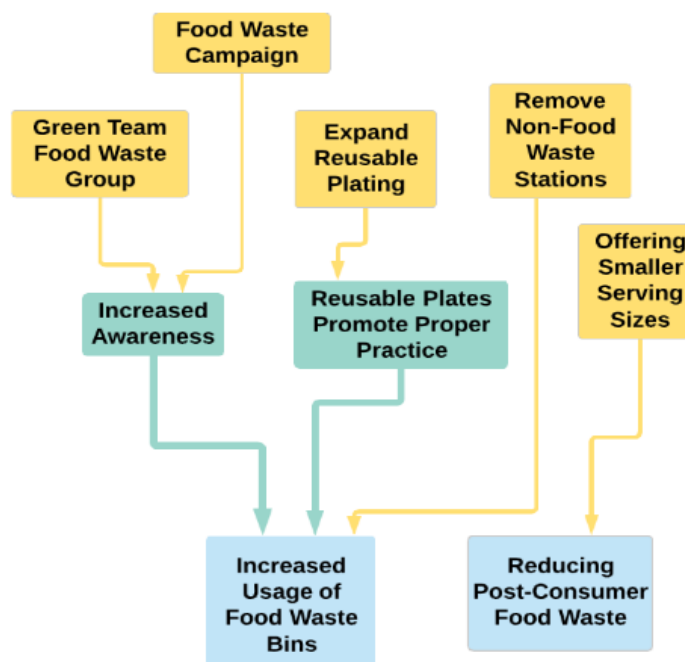 Food Waste
Campaign
Green Team
Food Waste
Group
Expand
Reusable
Plating
Remove
Non-Food
Waste
Stations
Offering
Smaller
Serving
Sizes
Increased
Awareness
Reusable Plates
Promote Proper
Practice
Increased
Usage of
Food Waste
Bins
Reducing
Post-Consumer
Food Waste